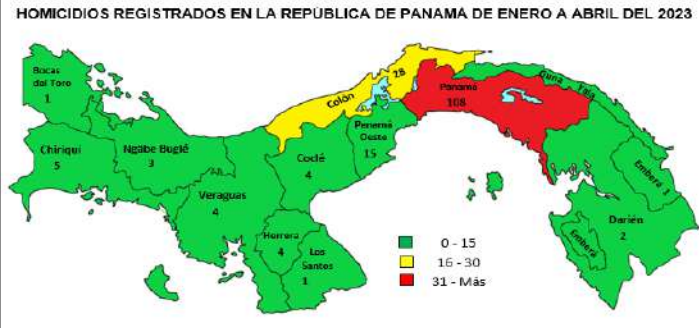 HOMICIDIOS REGISTRADOS EN LA REPÚBLICA DE PANAMÁ DE ENERO A ABRIL DEL 2023
Bocas
del Toro
1
Chiriquí
5
Ngäbe Buglé
3
Veraguas
4
Herrera
4
Los
Santos
1
Coclé
4
Colón
28
Panamá
Oeste
15
Panamá
108
Guna Yala
Emberá 1
Darién
2
Emberá
0 - 15
16 - 30
31 - Más